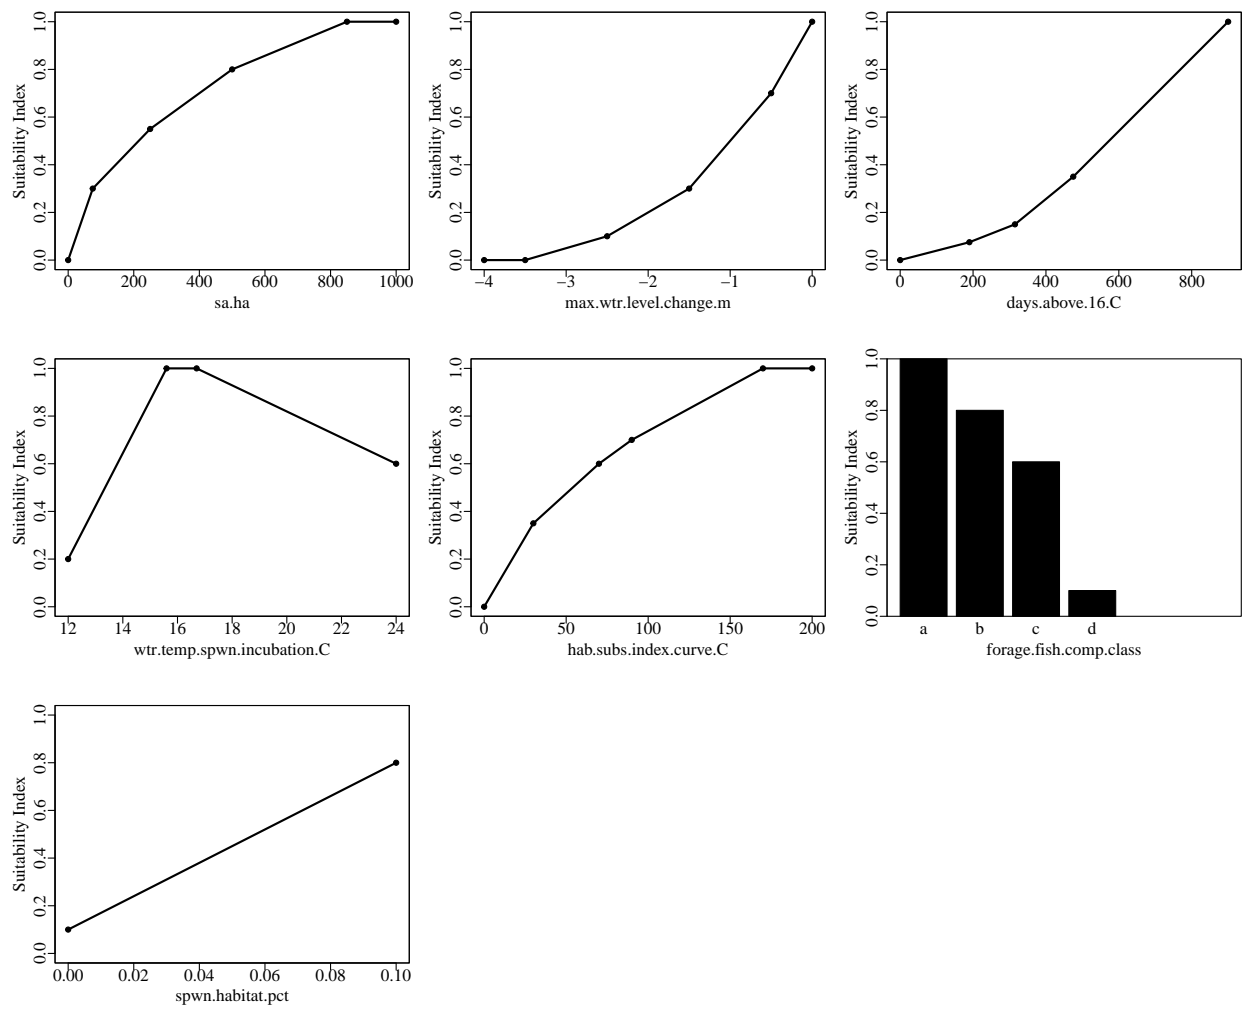 Suitability Index
0.0 0.2 0.4 0.6 0.8 1.0
0 200 400 600 800 1000
sa.ha
Suitability Index
0.0 0.2 0.4 0.6 0.8 1.0
−4 −3 −2 −1 0
max.wtr.level.change.m
Suitability Index
0.0 0.2 0.4 0.6 0.8 1.0
0 200 400 600 800
days.above.16.C
Suitability Index
0.0 0.2 0.4 0.6 0.8 1.0
12 14 16 18 20 22 24
wtr.temp.spwn.incubation.C
Suitability Index
0.0 0.2 0.4 0.6 0.8 1.0
0 50 100 150 200
hab.subs.index.curve.C
Suitability Index
0.0 0.2 0.4 0.6 0.8 1.0
a b c d
forage.fish.comp.class
Suitability Index
0.0 0.2 0.4 0.6 0.8 1.0
0.00 0.02 0.04 0.06 0.08 0.10
spwn.habitat.pct